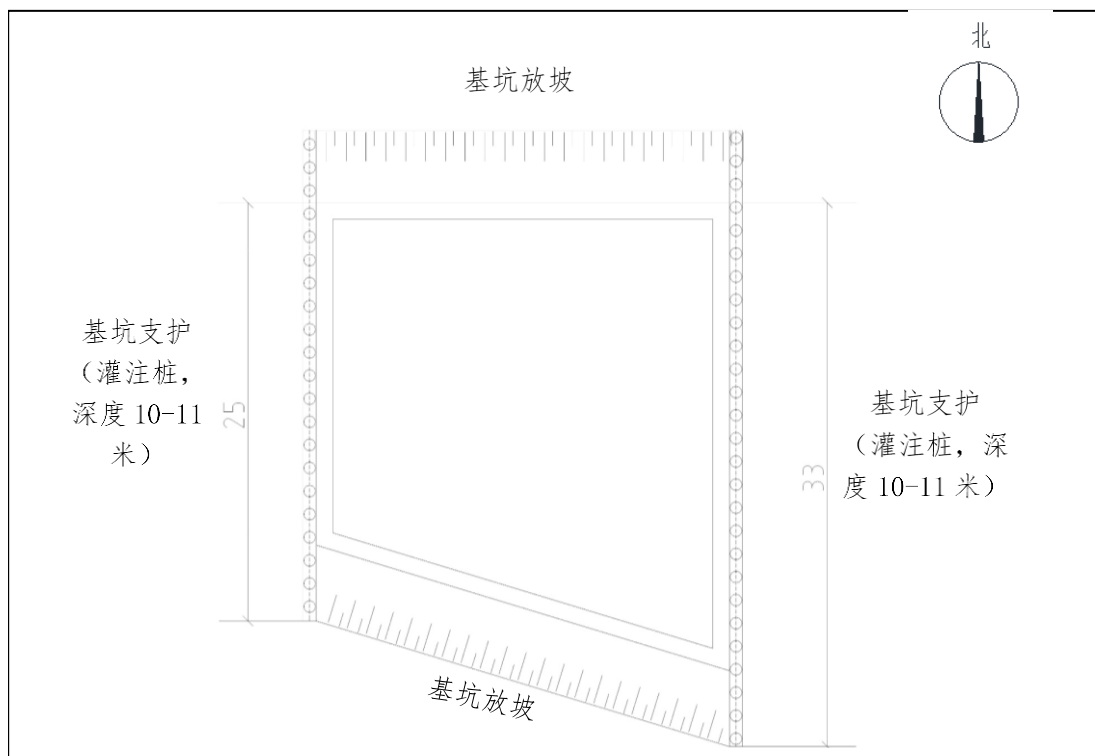 北
基坑放坡
基坑支护
（灌注桩，
深度 10-11
米）
25
基坑支护
（灌注桩，深
度 10-11 米）
33
基坑放坡